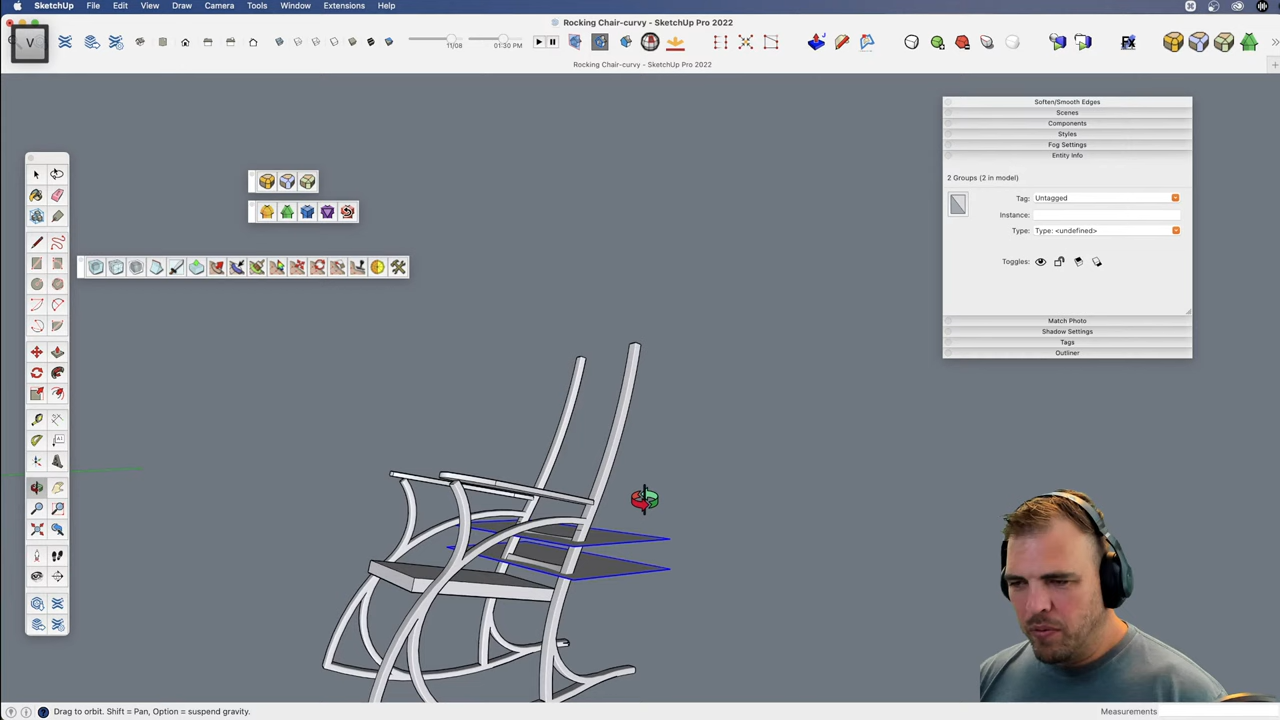 SketchUp File Edit View Draw Camera Tools Window Extensions Help
Rocking Chair-curvy - SketchUp Pro 2022
V
11/08 01:30 PM
Rocking Chair-curvy - SketchUp Pro 2022
Soften/Smooth Edges
Scenes
Components
Styles
Fog Settings
Entity Info
2 Groups (2 in model)
Tag: Untagged
Instance:
Type: Type: <undefined>
Toggles:
Match Photo
Shadow Settings
Tags
Outliner
Drag to orbit. Shift = Pan, Option = suspend gravity. Measurements